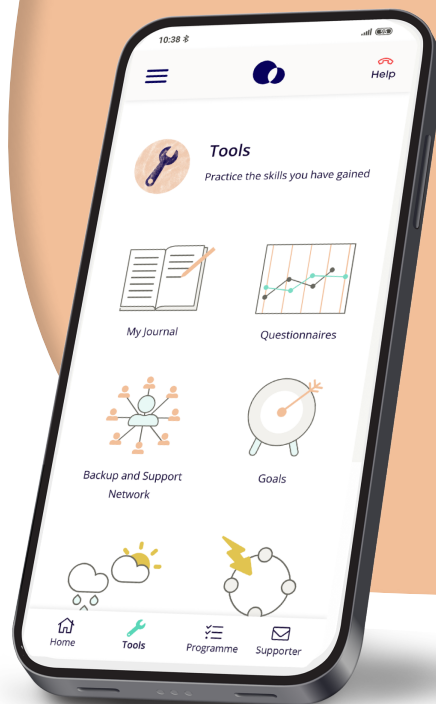 10:38
Help
Tools
Practice the skills you have gained
My Journal
Questionnaires
Backup and Support
Network
Goals
Home
Tools
Programme
Supporter